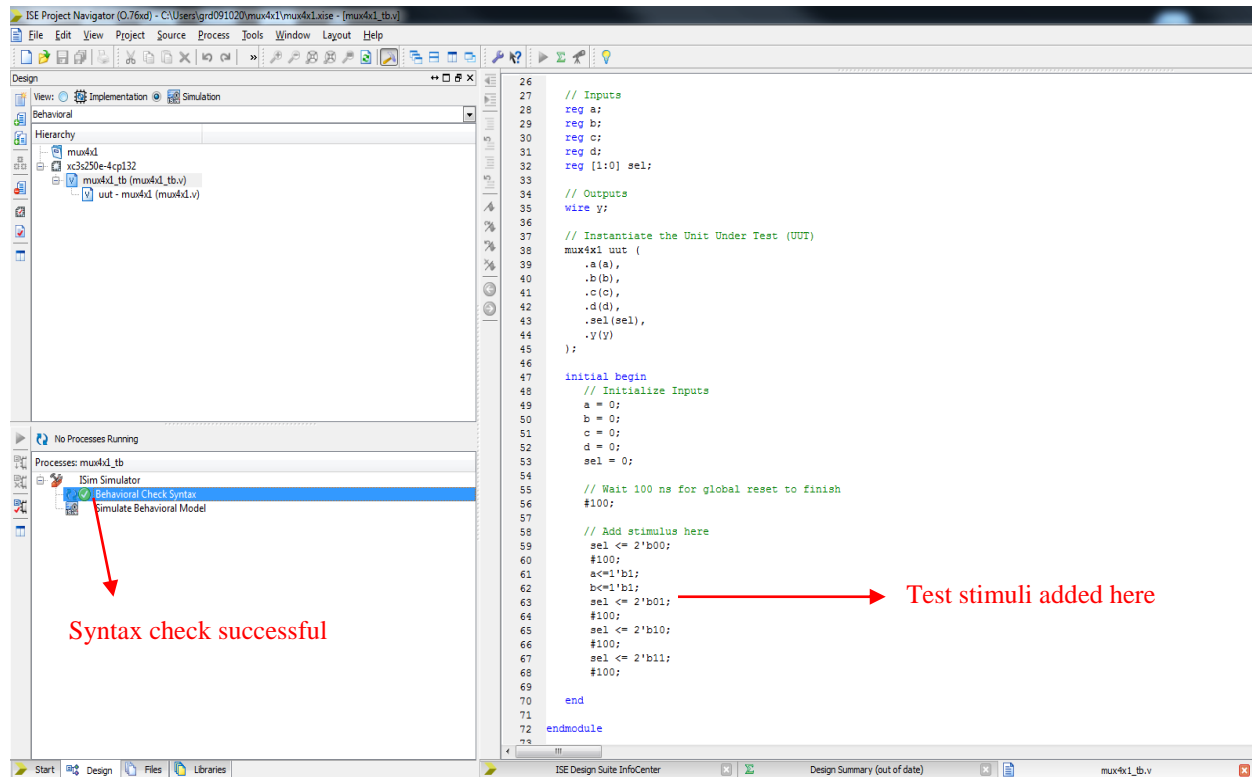 ISE Project Navigator (O.76xd) - C:\Users\grd091020\mux4x1\mux4x1.xise - [mux4x1_tb.v]
File Edit View Project Source Process Tools Window Layout Help
Design
View: Implementation Simulation
Behavioral
Hierarchy
mux4x1
xc3s250e-4cp132
mux4x1_tb (mux4x1_tb.v)
uut - mux4x1 (mux4x1.v)
No Processes Running
Processes: mux4x1_tb
ISim Simulator
Behavioral Check Syntax
Simulate Behavioral Model
Syntax check successful
Start Design Files Libraries
26
27 // Inputs
28 reg a;
29 reg b;
30 reg c;
31 reg d;
32 reg [1:0] sel;
33
34 // Outputs
35 wire y;
36
37 // Instantiate the Unit Under Test (UUT)
38 mux4x1 uut (
39 .a(a),
40 .b(b),
41 .c(c),
42 .d(d),
43 .sel(sel),
44 .y(y)
45 );
46
47 initial begin
48 // Initialize Inputs
49 a = 0;
50 b = 0;
51 c = 0;
52 d = 0;
53 sel = 0;
54
55 // Wait 100 ns for global reset to finish
56 #100;
57
58 // Add stimulus here
59 sel <= 2'b00;
60 #100;
61 a<=1'b1;
62 b<=1'b1;
63 sel <= 2'b01;
64 #100;
65 sel <= 2'b10;
66 #100;
67 sel <= 2'b11;
68 #100;
69
70 end
71
72 endmodule
73
Test stimuli added here
ISE Design Suite InfoCenter
Design Summary (out of date)
mux4x1_tb.v